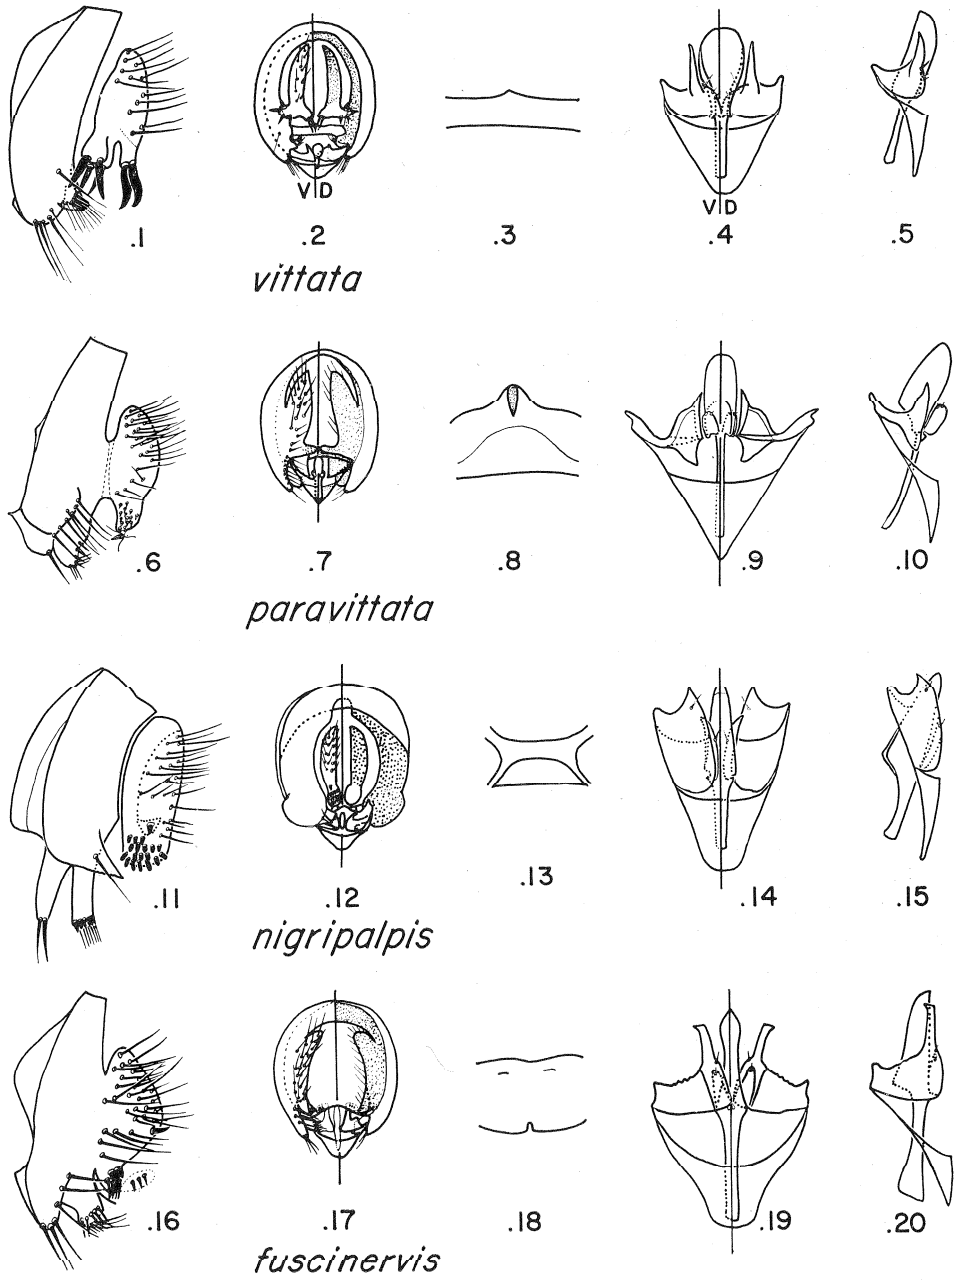 V D V D
.1 .2 .3 .4 .5
vittata
.6 .7 .8 .9 .10
paravittata
.11 .12 .13 .14 .15
nigripalpis
.16 .17 .18 .19 .20
fuscinervis